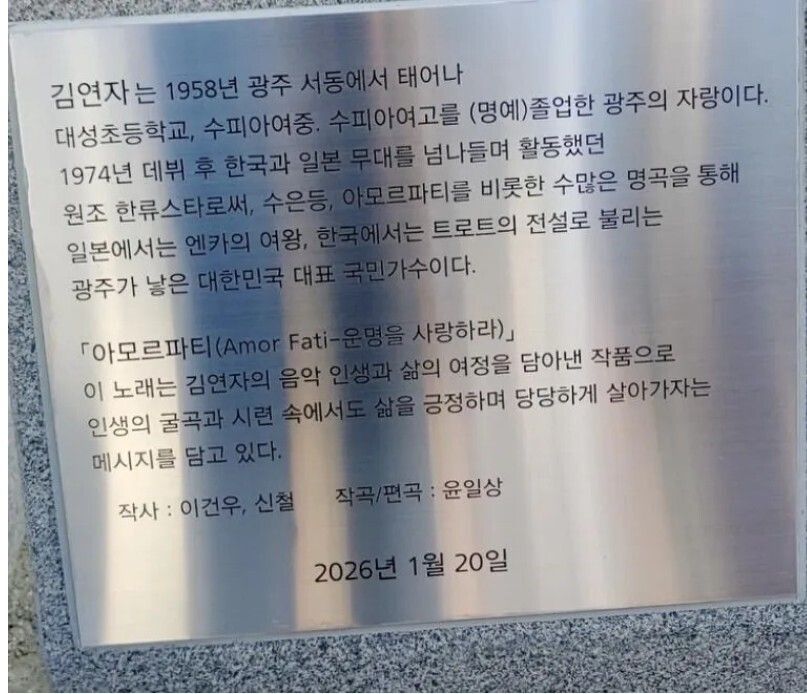 김연자는 1958년 광주 서동에서 태어나
대성초등학교, 수피아여중. 수피아여고를 (명예)졸업한 광주의 자랑이다.
1974년 데뷔 후 한국과 일본 무대를 넘나들며 활동했던
원조 한류스타로써, 수은등, 아모르파티를 비롯한 수많은 명곡을 통해
일본에서는 엔카의 여왕, 한국에서는 트로트의 전설로 불리는
광주가 낳은 대한민국 대표 국민가수이다.
「아모르파티(Amor Fati-운명을 사랑하라)」
이 노래는 김연자의 음악 인생과 삶의 여정을 담아낸 작품으로
인생의 굴곡과 시련 속에서도 삶을 긍정하며 당당하게 살아가자는
메시지를 담고 있다.
작사 : 이건우, 신철 작곡/편곡 : 윤일상
2026년 1월 20일